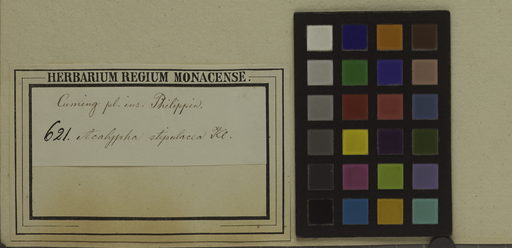 HERBARIUM REGIUM MONACENSE.
Cuming pl. ins. Philippin.
621. Acalypha stipulacea Kl.